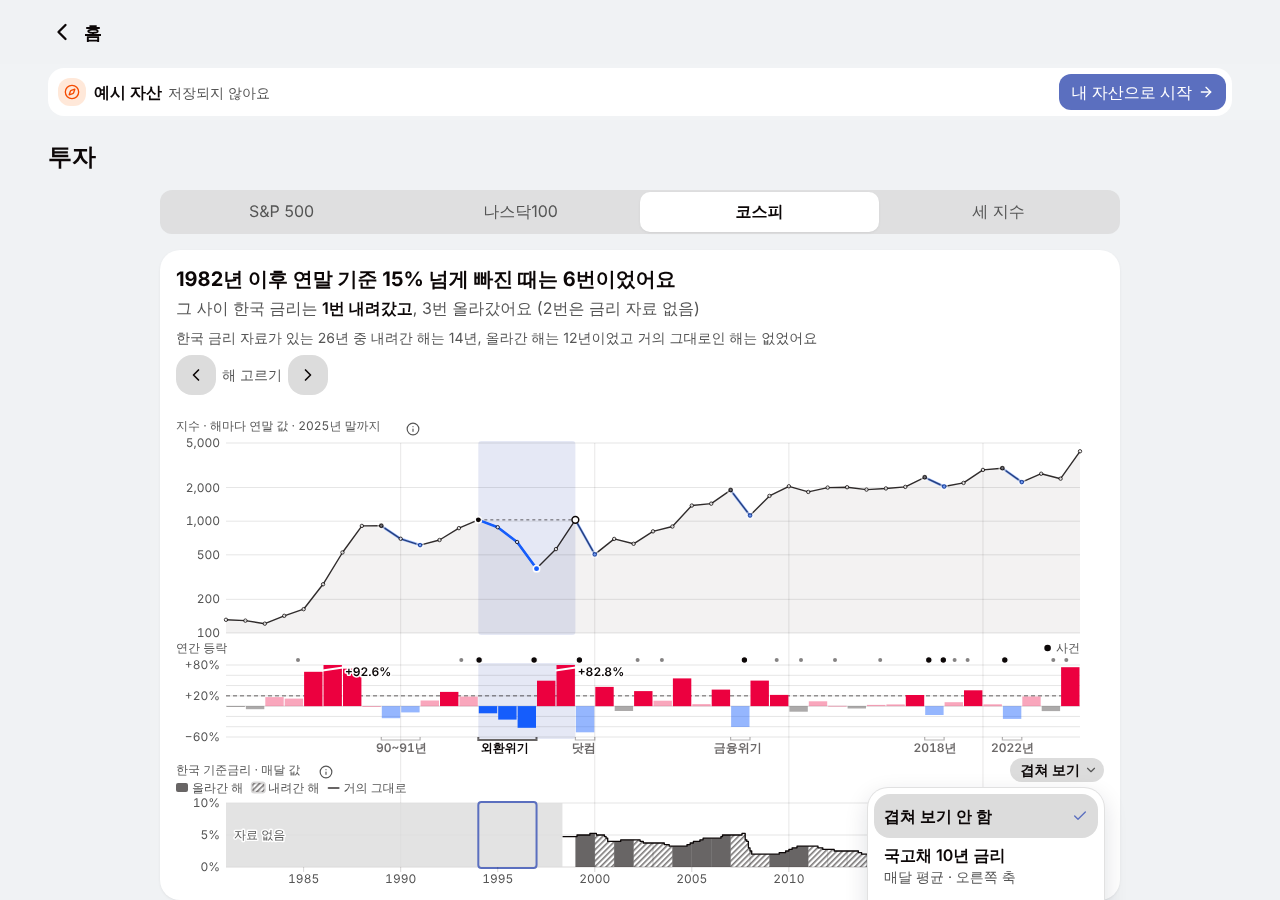 홈
예시 자산 저장되지 않아요
내 자산으로 시작 →
투자
S&P 500 나스닥100 코스피 세 지수
1982년 이후 연말 기준 15% 넘게 빠진 때는 6번이었어요
그 사이 한국 금리는 1번 내려갔고, 3번 올라갔어요 (2번은 금리 자료 없음)
한국 금리 자료가 있는 26년 중 내려간 해는 14년, 올라간 해는 12년이었고 거의 그대로인 해는 없었어요
해 고르기
지수 · 해마다 연말 값 · 2025년 말까지
5,000
2,000
1,000
500
200
100
연간 등락
사건
+80%
+92.6% +82.8%
+20%
−60%
90~91년 외환위기 닷컴 금융위기 2018년 2022년
한국 기준금리 · 매달 값
겹쳐 보기
올라간 해 내려간 해 거의 그대로
10%
겹쳐 보기 안 함
5%
자료 없음
국고채 10년 금리
0%
매달 평균 · 오른쪽 축
1985 1990 1995 2000 2005 2010